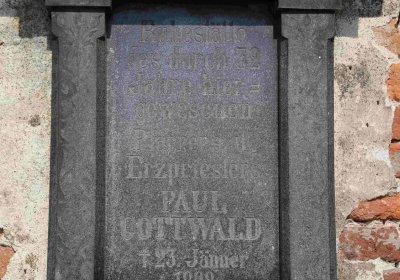 Ruhestätte
des durch 32
Jahre hier-
gewesenen
Pfarrers u.
Erzpriesters
PAUL
GOTTWALD
† 23. Jänner